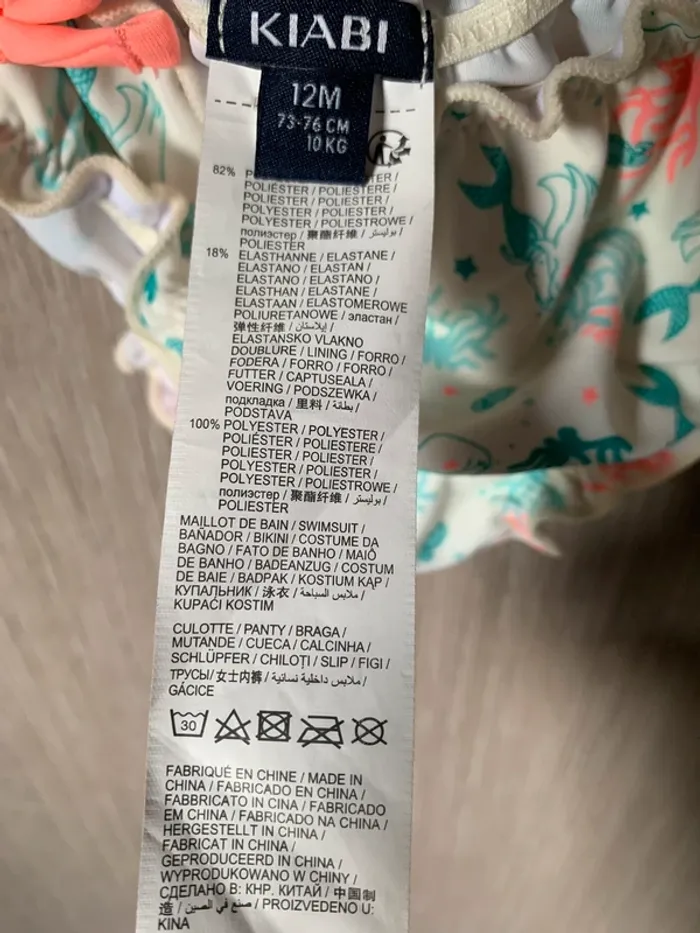 KIABI
12M
73-76 CM
10 KG
82%
TER /
POLIÉSTER / POLIESTERE /
POLIÉSTER / POLIÉSTER /
POLYESTER / POLIESTER /
POLYESTER / POLIESTROWE /
полиэстер / 聚酯纤维 / بوليستر /
POLIESTER
18% ELASTHANNE / ELASTANE /
ELASTANO / ELASTAN /
ELASTANO / ELASTANO /
ELASTHAN / ELASTANE /
ELASTAAN / ELASTOMEROWE
POLIURETANOWE / эластан /
弹性纤维 / إيلاستان /
ELASTANSKO VLAKNO
DOUBLURE / LINING / FORRO /
FODERA / FORRO / FORRO /
FUTTER / CAPTUSEALA /
VOERING / PODSZEWKA /
подкладка / 里料 / بطانة /
PODSTAVA
100% POLYESTER / POLYESTER /
POLIÉSTER / POLIESTERE /
POLIÉSTER / POLIÉSTER /
POLYESTER / POLIESTER /
POLYESTER / POLIESTROWE /
полиэстер / 聚酯纤维 / بوليستر /
POLIESTER
MAILLOT DE BAIN / SWIMSUIT /
BAÑADOR / BIKINI / COSTUME DA
BAGNO / FATO DE BANHO / MAIÔ
DE BANHO / BADEANZUG / COSTUM
DE BAIE / BADPAK / KOSTIUM KĄP /
КУПАЛЬНИК / 泳衣 / ملابس السباحة /
KUPAĆI KOSTIM
CULOTTE / PANTY / BRAGA /
MUTANDE / CUECA / CALCINHA /
SCHLÜPFER / CHILOȚI / SLIP / FIGI /
ТРУСЫ / 女士内裤 / ملابس داخلية نسائية /
GAĆICE
30
FABRIQUÉ EN CHINE / MADE IN
CHINA / FABRICADO EN CHINA /
FABBRICATO IN CINA / FABRICADO
EM CHINA / FABRICADO NA CHINA /
HERGESTELLT IN CHINA /
FABRICAT IN CHINA /
GEPRODUCEERD IN CHINA /
WYPRODUKOWANO W CHINY /
СДЕЛАНО В: КНР. КИТАЙ / 中国制
造 / صنع في الصين / PROIZVEDENO U:
KINA